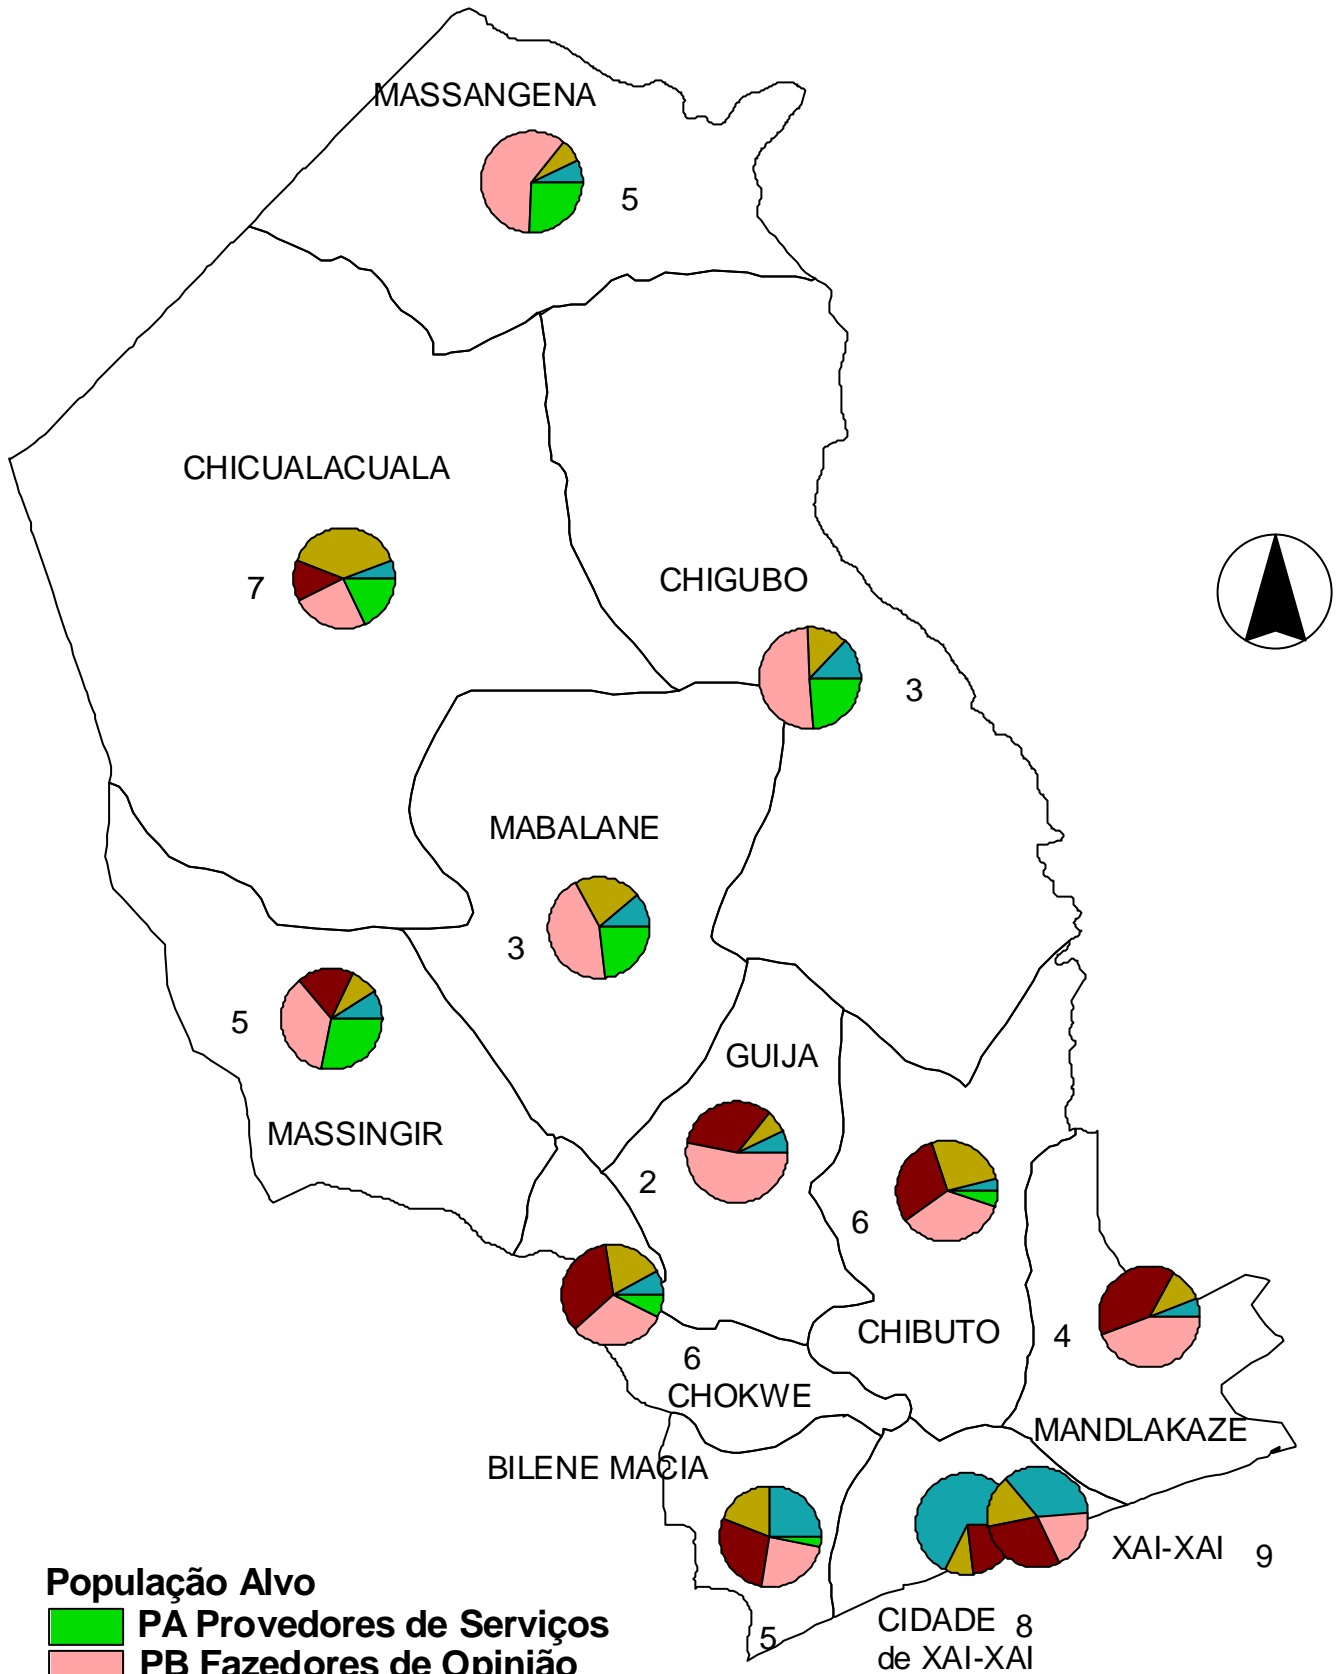 MASSANGENA
5
CHICUALACUALA
7
CHIGUBO
3
MABALANE
3
5
MASSINGIR
GUIJA
2
6
CHIBUTO
4
6
CHOKWE
MANDLAKAZE
BILENE MACIA
XAI-XAI 9
5
CIDADE 8
de XAI-XAI
População Alvo
PA Provedores de Serviços
PB Fazedores de Opinião